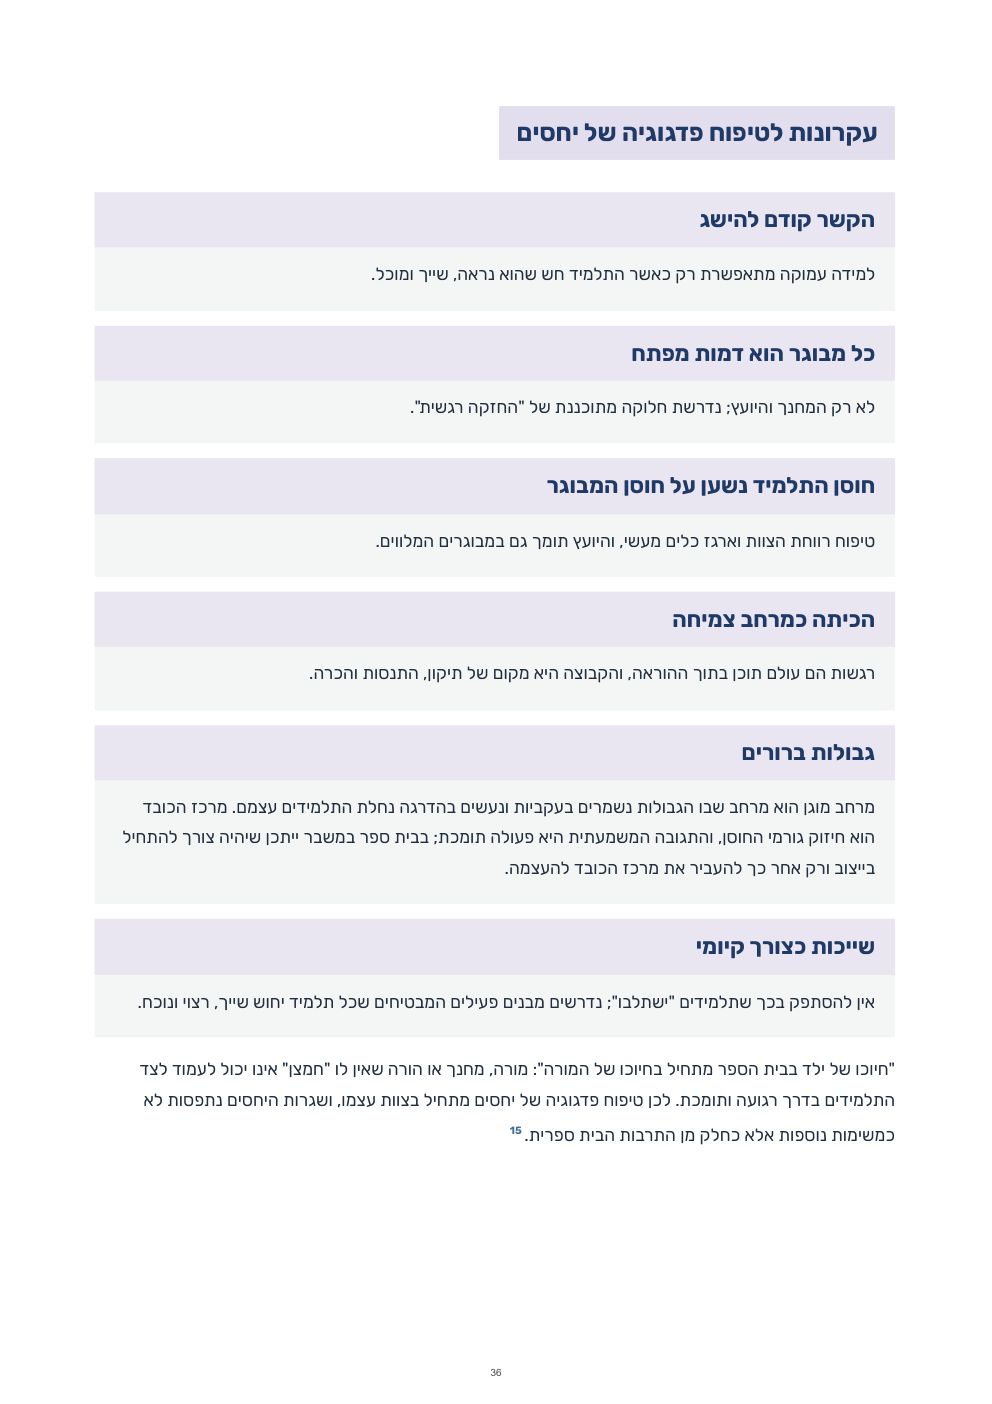 עקרונות לטיפוח פדגוגיה של יחסים
הקשר קודם להישג
למידה עמוקה מתאפשרת רק כאשר התלמיד חש שהוא נראה, שייך ומוכל.
כל מבוגר הוא דמות מפתח
לא רק המחנך והיועץ; נדרשת חלוקה מתוכננת של "החזקה רגשית".
חוסן התלמיד נשען על חוסן המבוגר
טיפוח רווחת הצוות וארגז כלים מעשי, והיועץ תומך גם במבוגרים המלווים.
הכיתה כמרחב צמיחה
רגשות הם עולם תוכן בתוך ההוראה, והקבוצה היא מקום של תיקון, התנסות והכרה.
גבולות ברורים
מרחב מוגן הוא מרחב שבו הגבולות נשמרים בעקביות ונעשים בהדרגה נחלת התלמידים עצמם. מרכז הכובד
הוא חיזוק גורמי החוסן, והתגובה המשמעתית היא פעולה תומכת; בבית ספר במשבר ייתכן שיהיה צורך להתחיל
בייצוב ורק אחר כך להעביר את מרכז הכובד להעצמה.
שייכות כצורך קיומי
אין להסתפק בכך שתלמידים "ישתלבו"; נדרשים מבנים פעילים המבטיחים שכל תלמיד יחוש שייך, רצוי ונוכח.
"חיוכו של ילד בבית הספר מתחיל בחיוכו של המורה": מורה, מחנך או הורה שאין לו "חמצן" אינו יכול לעמוד לצד
התלמידים בדרך רגועה ותומכת. לכן טיפוח פדגוגיה של יחסים מתחיל בצוות עצמו, ושגרות היחסים נתפסות לא
כמשימות נוספות אלא כחלק מן התרבות הבית ספרית. 15
36